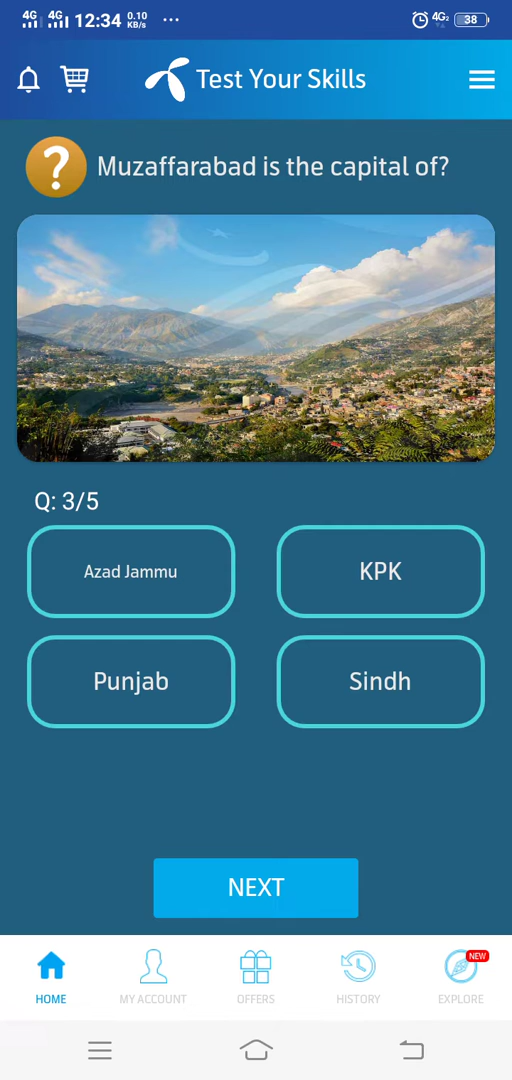 4G 4G 12:34 0.10 KB/s ... 4G2 38
Test Your Skills
? Muzaffarabad is the capital of?
Q: 3/5
Azad Jammu KPK
Punjab Sindh
NEXT
NEW
HOME MY ACCOUNT OFFERS HISTORY EXPLORE